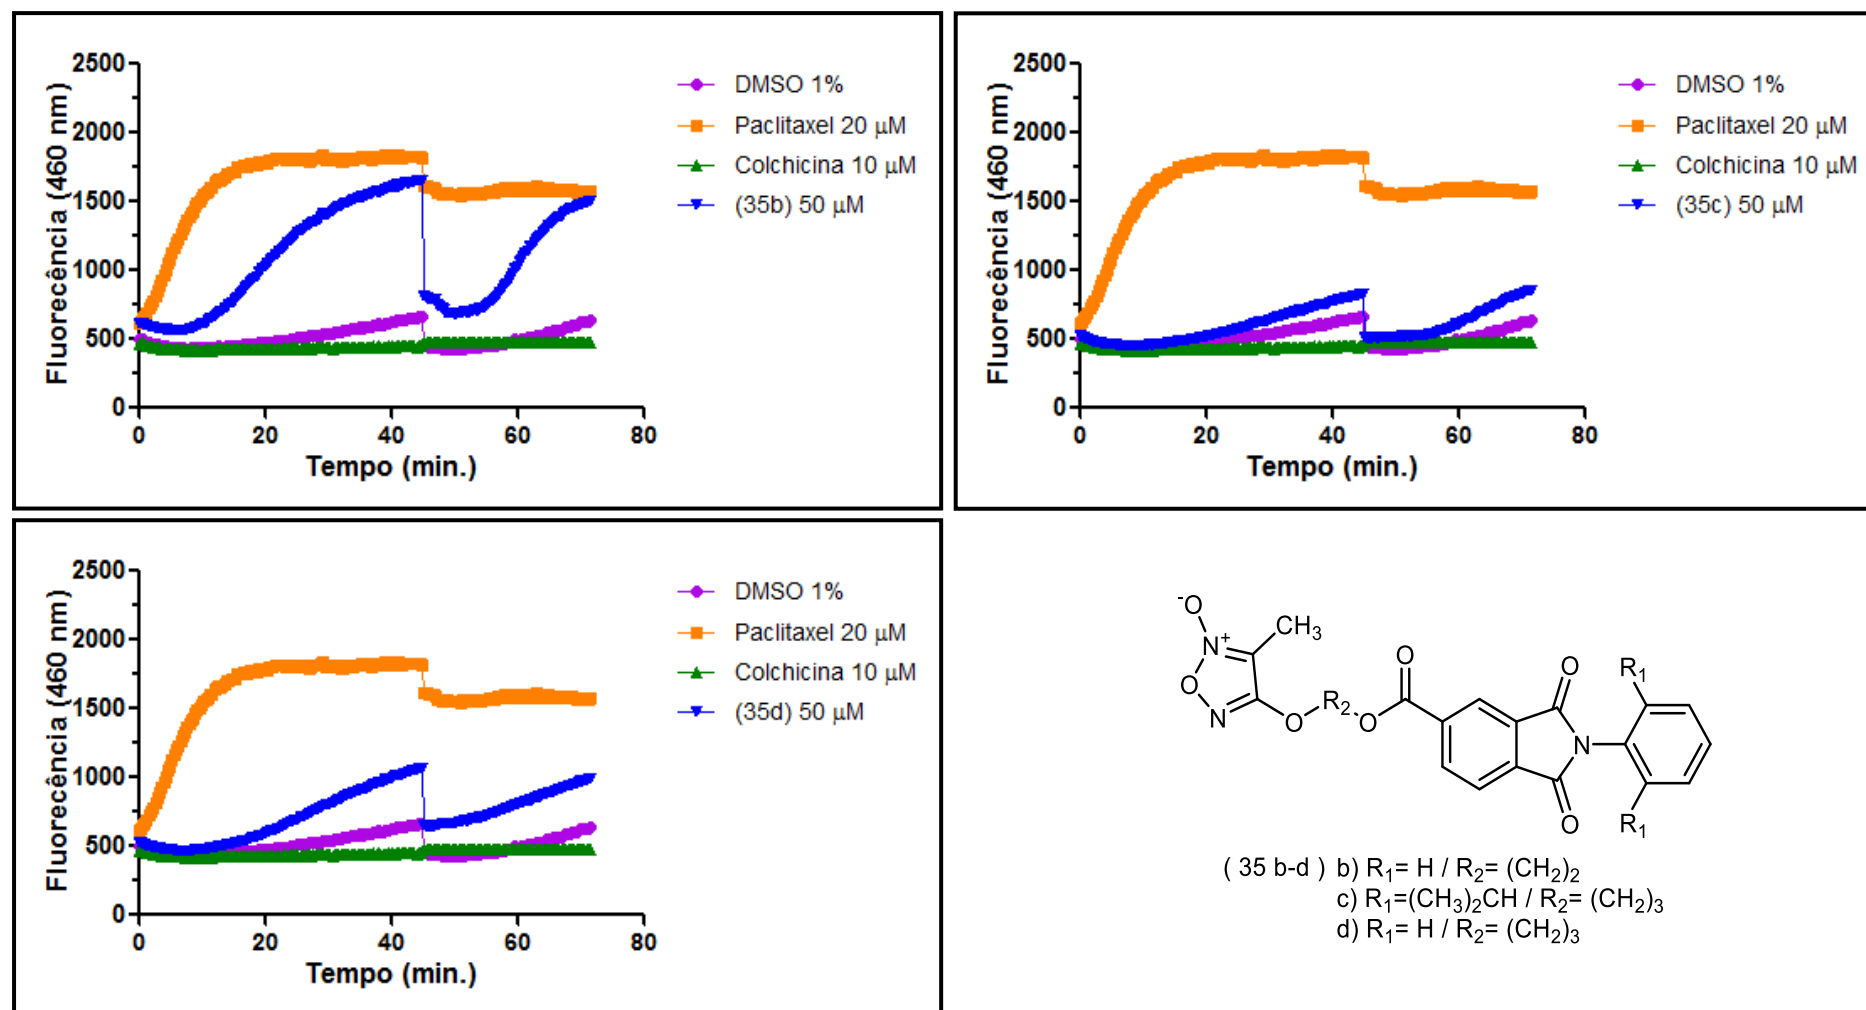 Fluorecência (460 nm)
2500
2000
1500
1000
500
0
0 20 40 60 80
Tempo (min.)
DMSO 1%
Paclitaxel 20 µM
Colchicina 10 µM
(35b) 50 µM
Fluorecência (460 nm)
2500
2000
1500
1000
500
0
0 20 40 60 80
Tempo (min.)
DMSO 1%
Paclitaxel 20 µM
Colchicina 10 µM
(35c) 50 µM
Fluorecência (460 nm)
2500
2000
1500
1000
500
0
0 20 40 60 80
Tempo (min.)
DMSO 1%
Paclitaxel 20 µM
Colchicina 10 µM
(35d) 50 µM
⁻O
N⁺
CH₃
O
N
O
R₂
O
O
O
N
O
R₁
R₁
( 35 b-d ) b) R₁= H / R₂= (CH₂)₂
c) R₁=(CH₃)₂CH / R₂= (CH₂)₃
d) R₁= H / R₂= (CH₂)₃